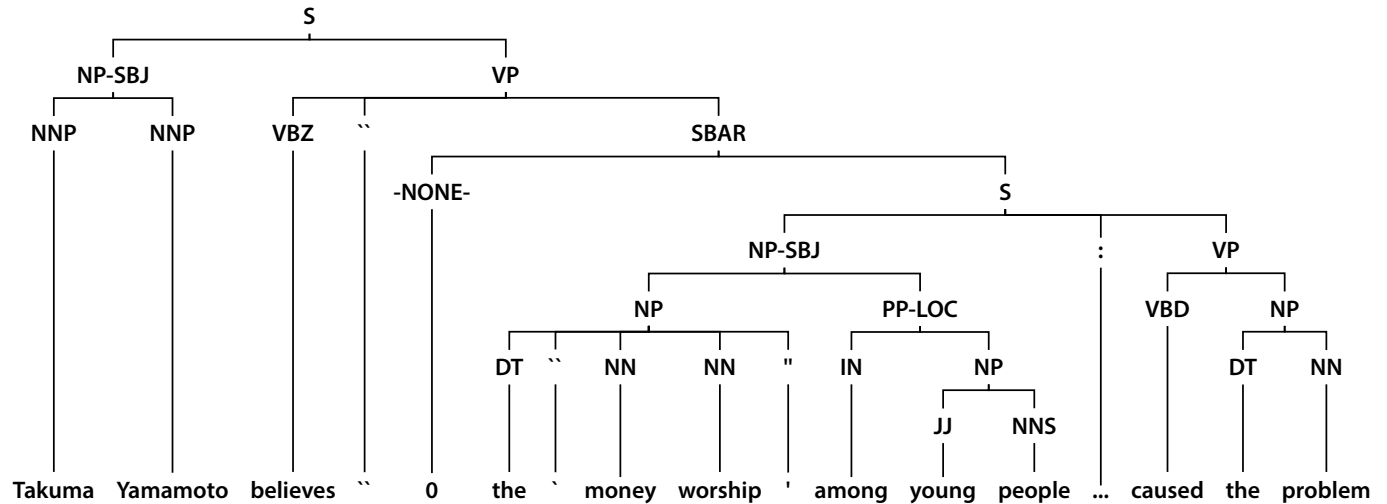 S
NP-SBJ VP
NNP NNP VBZ `` SBAR
-NONE- S
NP-SBJ : VP
NP PP-LOC VBD NP
DT `` NN NN " IN NP DT NN
JJ NNS
Takuma Yamamoto believes `` 0 the ` money worship ' among young people ... caused the problem